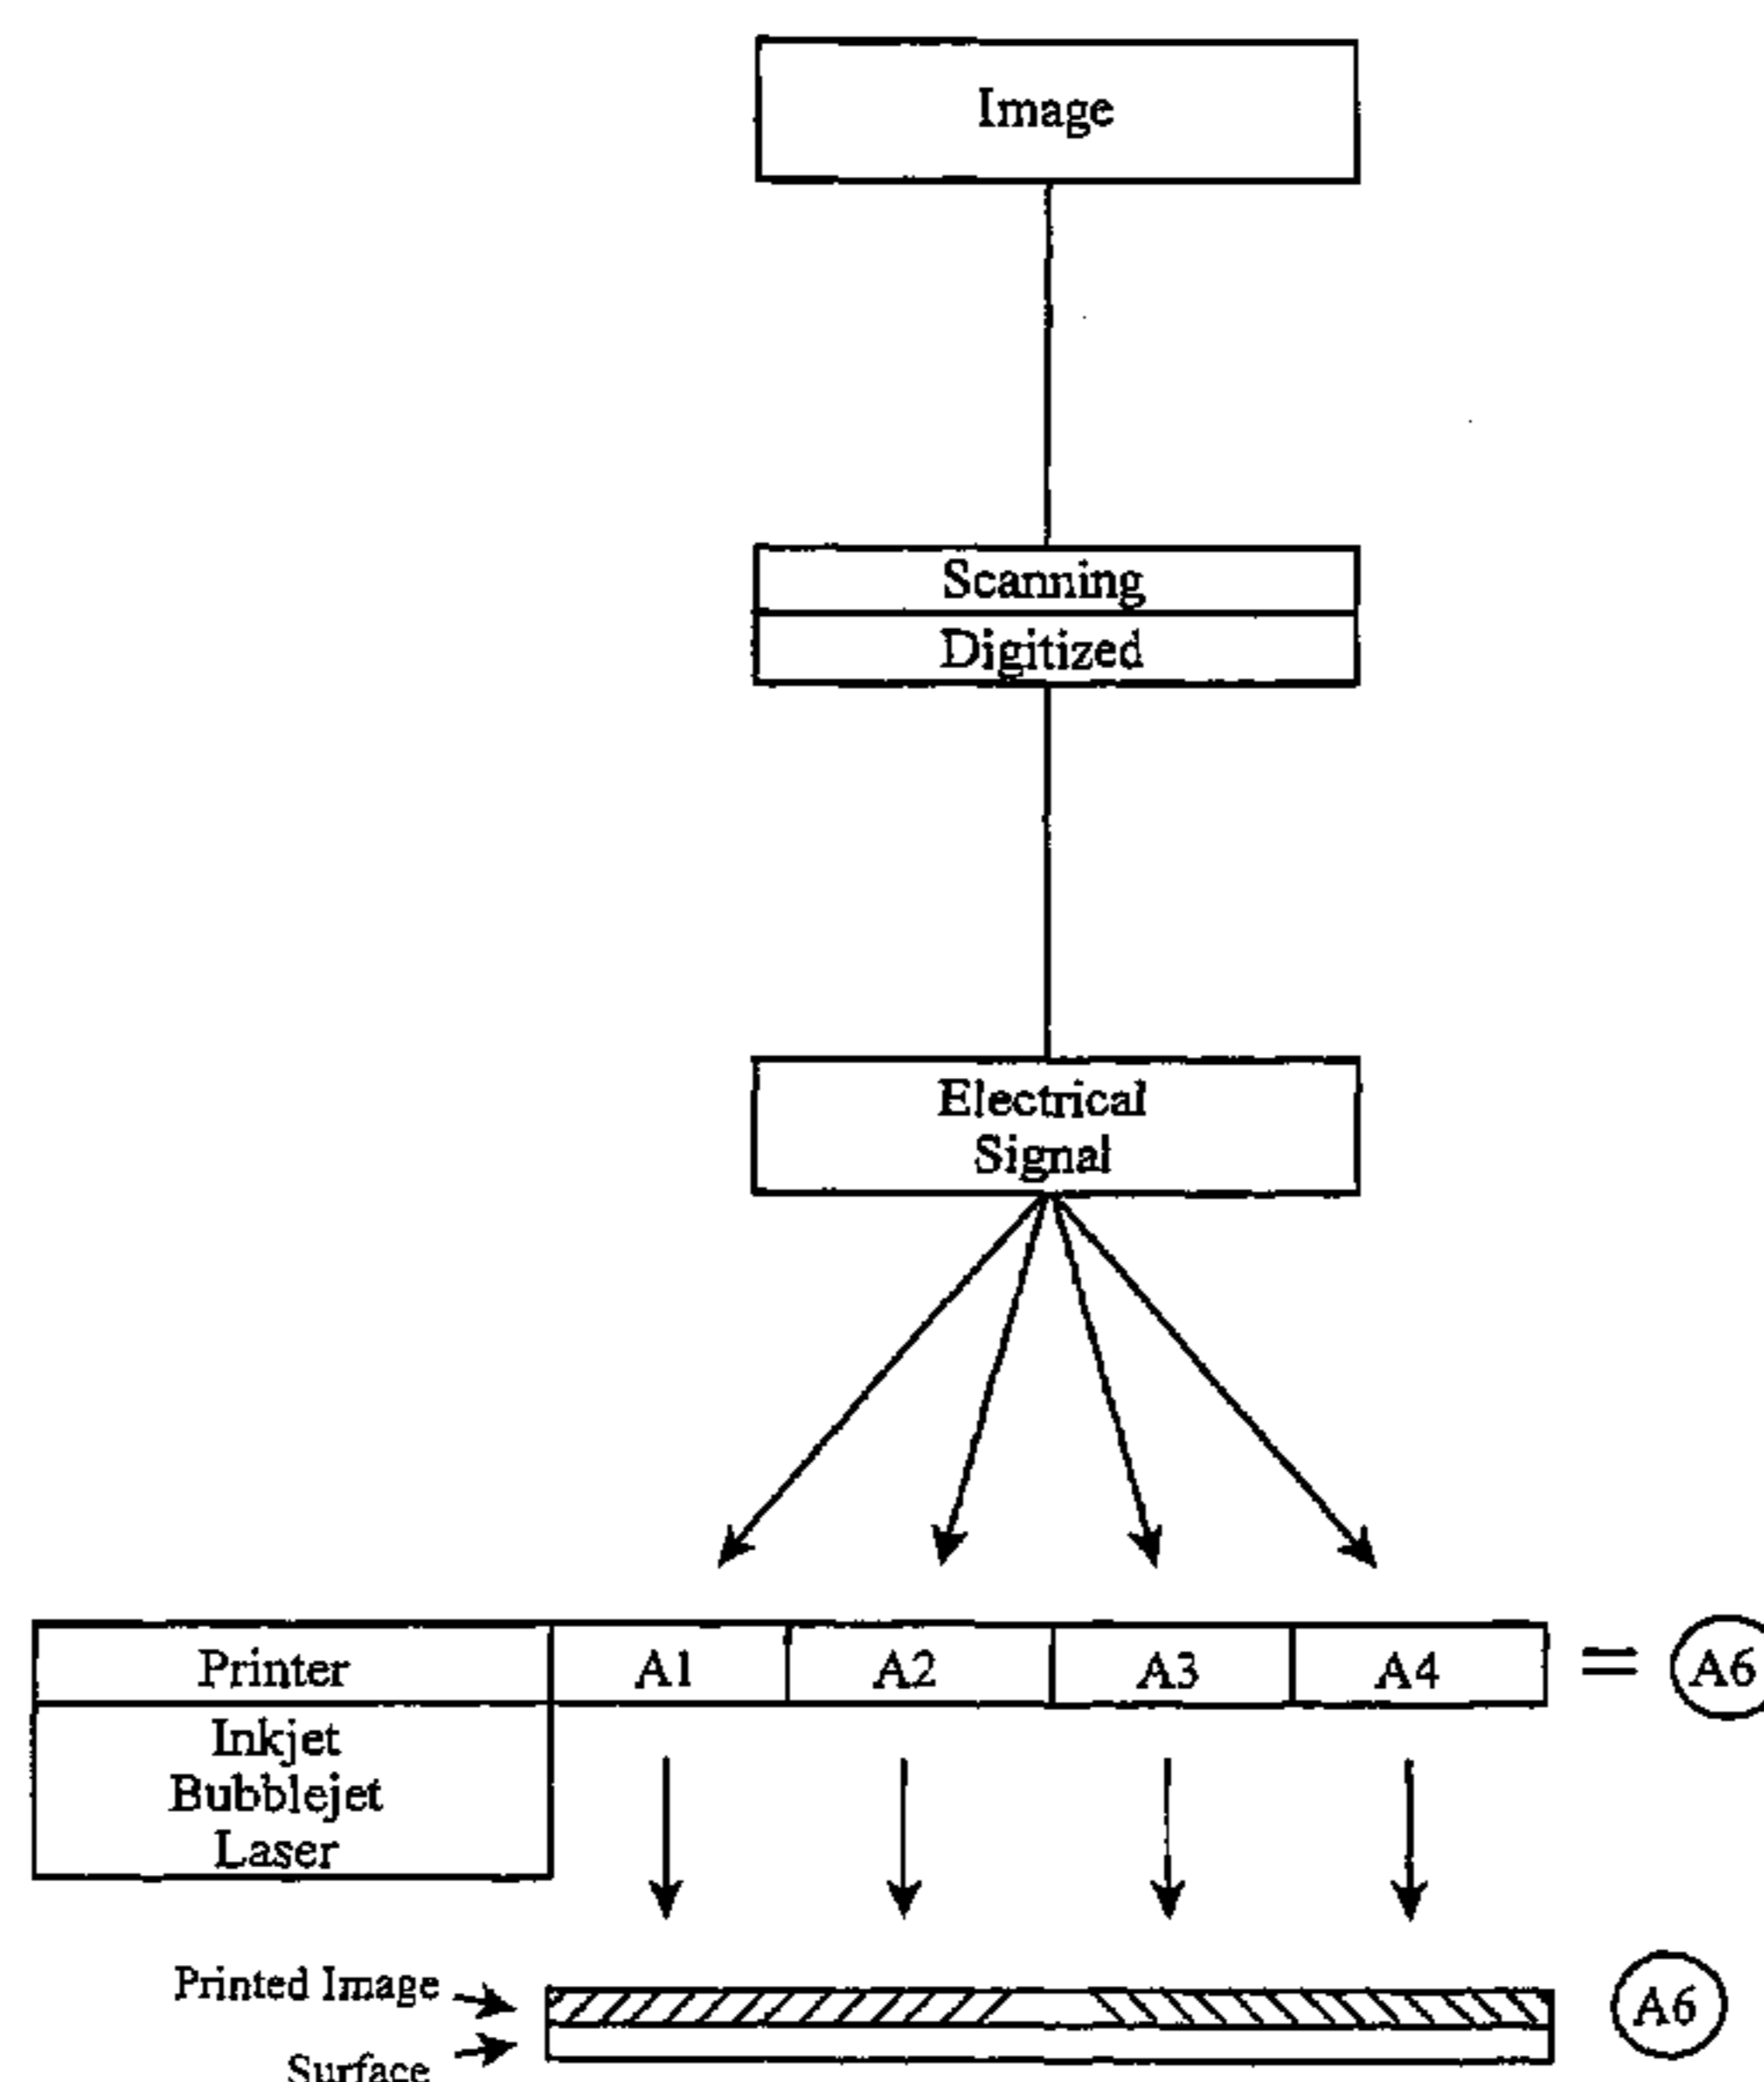 Image
Scanning
Digitized
Electrical
Signal
Printer A1 A2 A3 A4 = A6
Inkjet
Bubblejet
Laser
Printed Image
A6
Surface